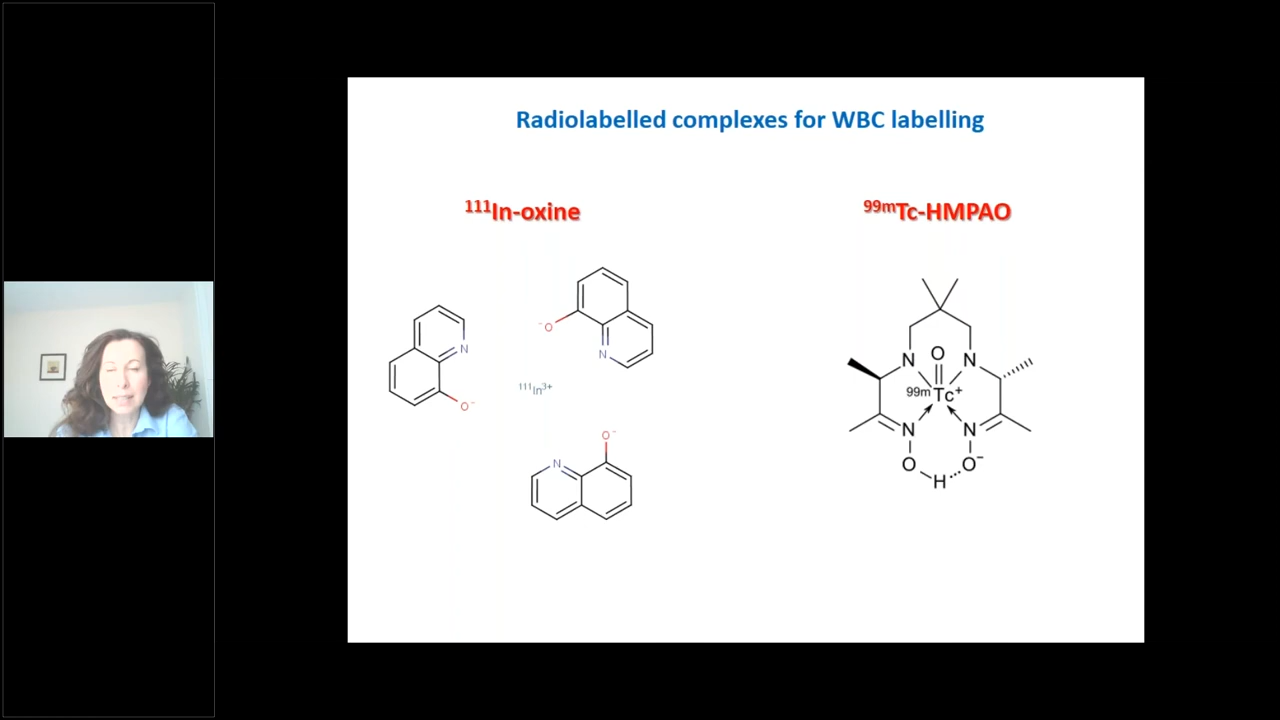 Radiolabelled complexes for WBC labelling
¹¹¹In-oxine
⁹⁹ᵐTc-HMPAO
⁻O
N
N
O⁻
¹¹¹In³⁺
O⁻
N
N
O
N
⁹⁹ᵐTc⁺
N
N
O
H
O⁻